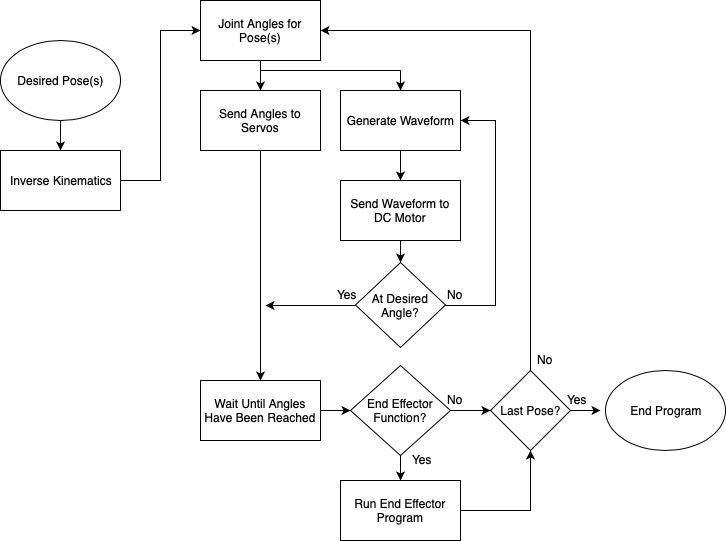 Joint Angles for
Pose(s)
Desired Pose(s)
Send Angles to
Servos
Generate Waveform
Inverse Kinematics
Send Waveform to
DC Motor
Yes
At Desired
Angle?
No
No
Wait Until Angles
Have Been Reached
End Effector
Function?
No
Last Pose?
Yes
End Program
Yes
Run End Effector
Program